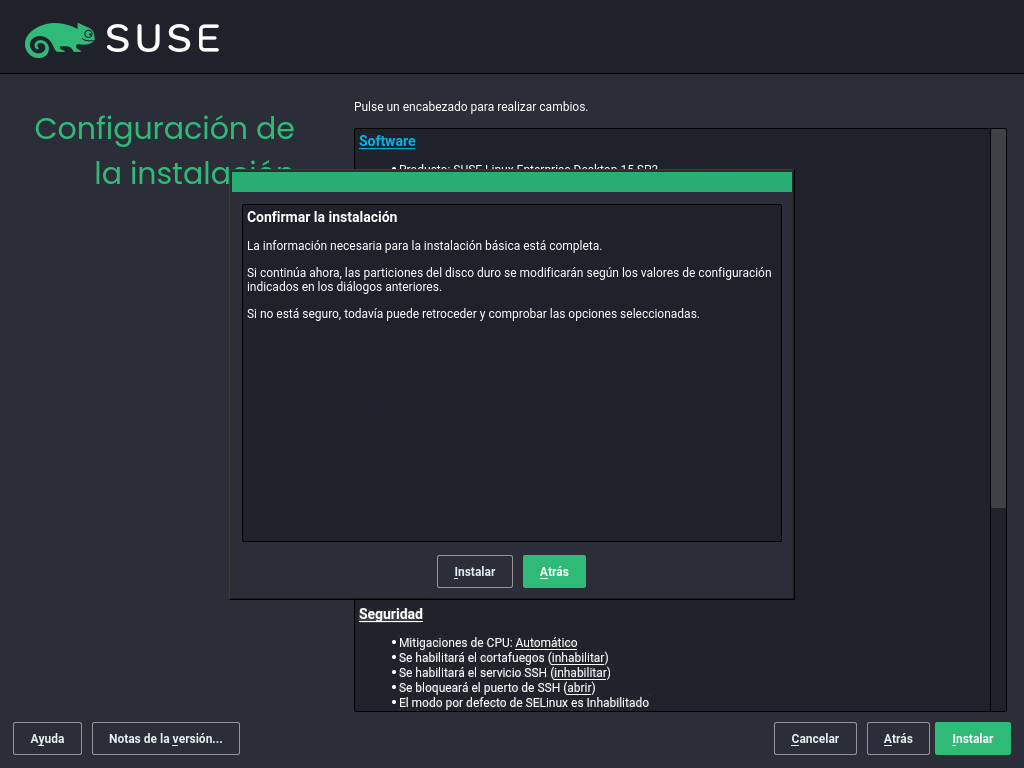 SUSE
Configuración de
la instalación
Pulse un encabezado para realizar cambios.
Software
• Producto: SUSE Linux Enterprise Desktop 15 SP2
Confirmar la instalación
La información necesaria para la instalación básica está completa.
Si continúa ahora, las particiones del disco duro se modificarán según los valores de configuración
indicados en los diálogos anteriores.
Si no está seguro, todavía puede retroceder y comprobar las opciones seleccionadas.
Instalar Atrás
Seguridad
• Mitigaciones de CPU: Automático
• Se habilitará el cortafuegos (inhabilitar)
• Se habilitará el servicio SSH (inhabilitar)
• Se bloqueará el puerto de SSH (abrir)
• El modo por defecto de SELinux es Inhabilitado
Ayuda Notas de la versión... Cancelar Atrás Instalar